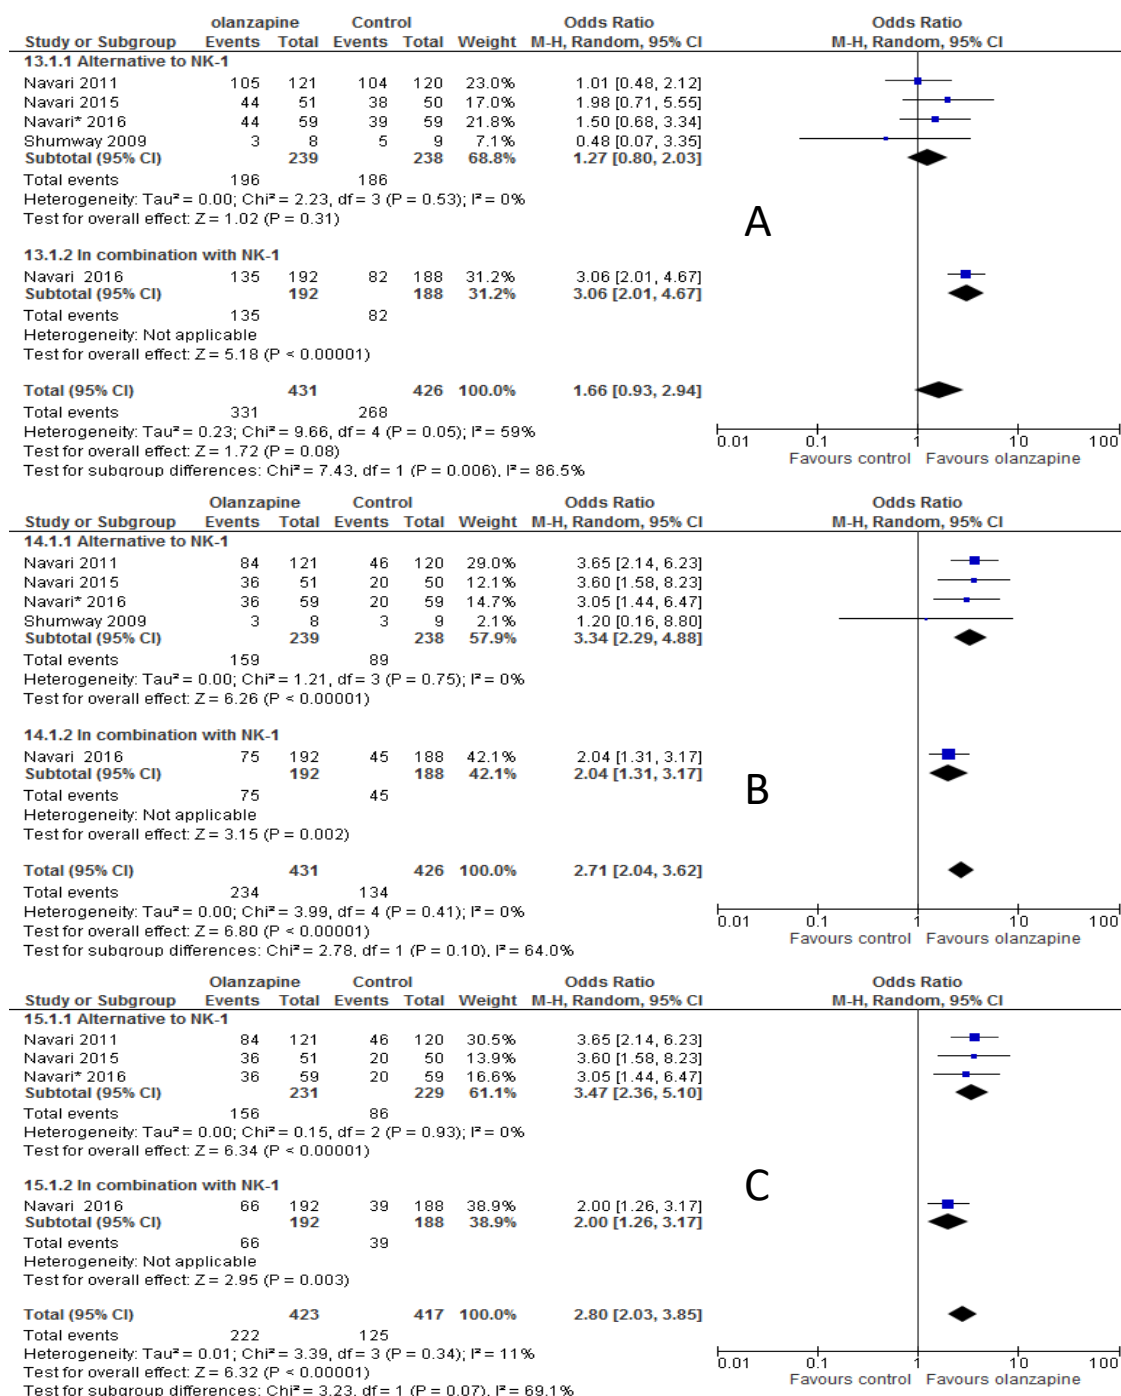 olanzapine Control Odds Ratio Odds Ratio
Study or Subgroup Events Total Events Total Weight M-H, Random, 95% CI M-H, Random, 95% CI
13.1.1 Alternative to NK-1
Navari 2011 105 121 104 120 23.0% 1.01 [0.48, 2.12]
Navari 2015 44 51 38 50 17.0% 1.98 [0.71, 5.55]
Navari* 2016 44 59 39 59 21.8% 1.50 [0.68, 3.34]
Shumway 2009 3 8 5 9 7.1% 0.48 [0.07, 3.35]
Subtotal (95% CI) 239 238 68.8% 1.27 [0.80, 2.03]
Total events 196 186
Heterogeneity: Tau² = 0.00; Chi² = 2.23, df = 3 (P = 0.53); I² = 0%
Test for overall effect: Z = 1.02 (P = 0.31)
A
13.1.2 In combination with NK-1
Navari 2016 135 192 82 188 31.2% 3.06 [2.01, 4.67]
Subtotal (95% CI) 192 188 31.2% 3.06 [2.01, 4.67]
Total events 135 82
Heterogeneity: Not applicable
Test for overall effect: Z = 5.18 (P < 0.00001)
Total (95% CI) 431 426 100.0% 1.66 [0.93, 2.94]
Total events 331 268
Heterogeneity: Tau² = 0.23; Chi² = 9.66, df = 4 (P = 0.05); I² = 59%
Test for overall effect: Z = 1.72 (P = 0.08)
Test for subgroup differences: Chi² = 7.43, df = 1 (P = 0.006), I² = 86.5%
0.01 0.1 1 10 100
Favours control Favours olanzapine
Olanzapine Control Odds Ratio Odds Ratio
Study or Subgroup Events Total Events Total Weight M-H, Random, 95% CI M-H, Random, 95% CI
14.1.1 Alternative to NK-1
Navari 2011 84 121 46 120 29.0% 3.65 [2.14, 6.23]
Navari 2015 36 51 20 50 12.1% 3.60 [1.58, 8.23]
Navari* 2016 36 59 20 59 14.7% 3.05 [1.44, 6.47]
Shumway 2009 3 8 3 9 2.1% 1.20 [0.16, 8.80]
Subtotal (95% CI) 239 238 57.9% 3.34 [2.29, 4.88]
Total events 159 89
Heterogeneity: Tau² = 0.00; Chi² = 1.21, df = 3 (P = 0.75); I² = 0%
Test for overall effect: Z = 6.26 (P < 0.00001)
14.1.2 In combination with NK-1
Navari 2016 75 192 45 188 42.1% 2.04 [1.31, 3.17]
Subtotal (95% CI) 192 188 42.1% 2.04 [1.31, 3.17]
B
Total events 75 45
Heterogeneity: Not applicable
Test for overall effect: Z = 3.15 (P = 0.002)
Total (95% CI) 431 426 100.0% 2.71 [2.04, 3.62]
Total events 234 134
Heterogeneity: Tau² = 0.00; Chi² = 3.99, df = 4 (P = 0.41); I² = 0%
Test for overall effect: Z = 6.80 (P < 0.00001)
Test for subgroup differences: Chi² = 2.78, df = 1 (P = 0.10), I² = 64.0%
0.01 0.1 1 10 100
Favours control Favours olanzapine
Olanzapine Control Odds Ratio Odds Ratio
Study or Subgroup Events Total Events Total Weight M-H, Random, 95% CI M-H, Random, 95% CI
15.1.1 Alternative to NK-1
Navari 2011 84 121 46 120 30.5% 3.65 [2.14, 6.23]
Navari 2015 36 51 20 50 13.9% 3.60 [1.58, 8.23]
Navari* 2016 36 59 20 59 16.6% 3.05 [1.44, 6.47]
Subtotal (95% CI) 231 229 61.1% 3.47 [2.36, 5.10]
Total events 156 86
Heterogeneity: Tau² = 0.00; Chi² = 0.15, df = 2 (P = 0.93); I² = 0%
Test for overall effect: Z = 6.34 (P < 0.00001)
15.1.2 In combination with NK-1
C
Navari 2016 66 192 39 188 38.9% 2.00 [1.26, 3.17]
Subtotal (95% CI) 192 188 38.9% 2.00 [1.26, 3.17]
Total events 66 39
Heterogeneity: Not applicable
Test for overall effect: Z = 2.95 (P = 0.003)
Total (95% CI) 423 417 100.0% 2.80 [2.03, 3.85]
Total events 222 125
Heterogeneity: Tau² = 0.01; Chi² = 3.39, df = 3 (P = 0.34); I² = 11%
Test for overall effect: Z = 6.32 (P < 0.00001)
Test for subgroup differences: Chi² = 3.23, df = 1 (P = 0.07), I² = 69.1%
0.01 0.1 1 10 100
Favours control Favours olanzapine